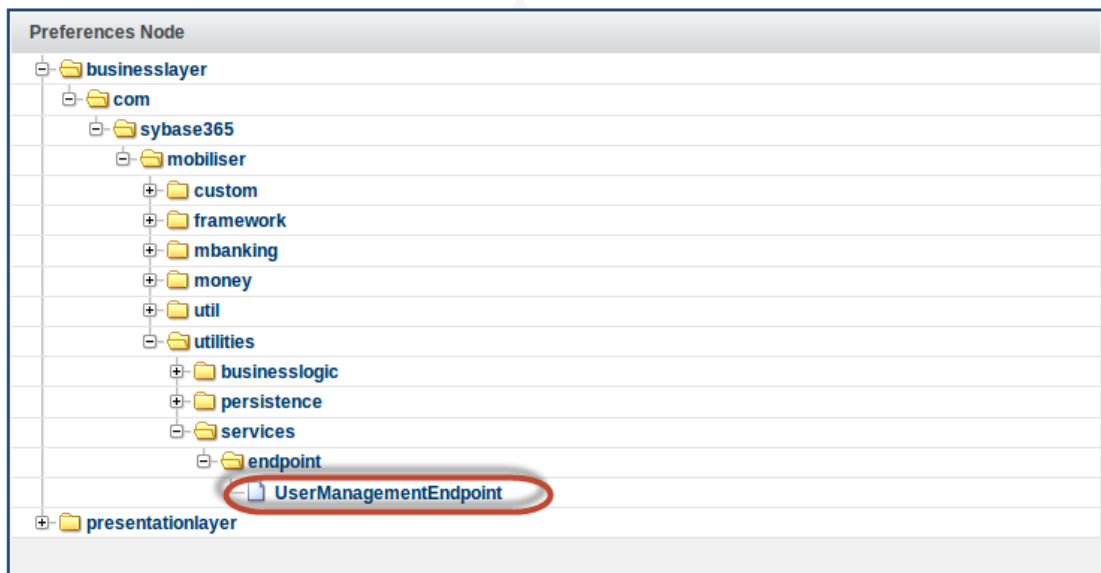 Preferences Node
businesslayer
com
sybase365
mobiliser
custom
framework
mbanking
money
util
utilities
businesslogic
persistence
services
endpoint
UserManagementEndpoint
presentationlayer